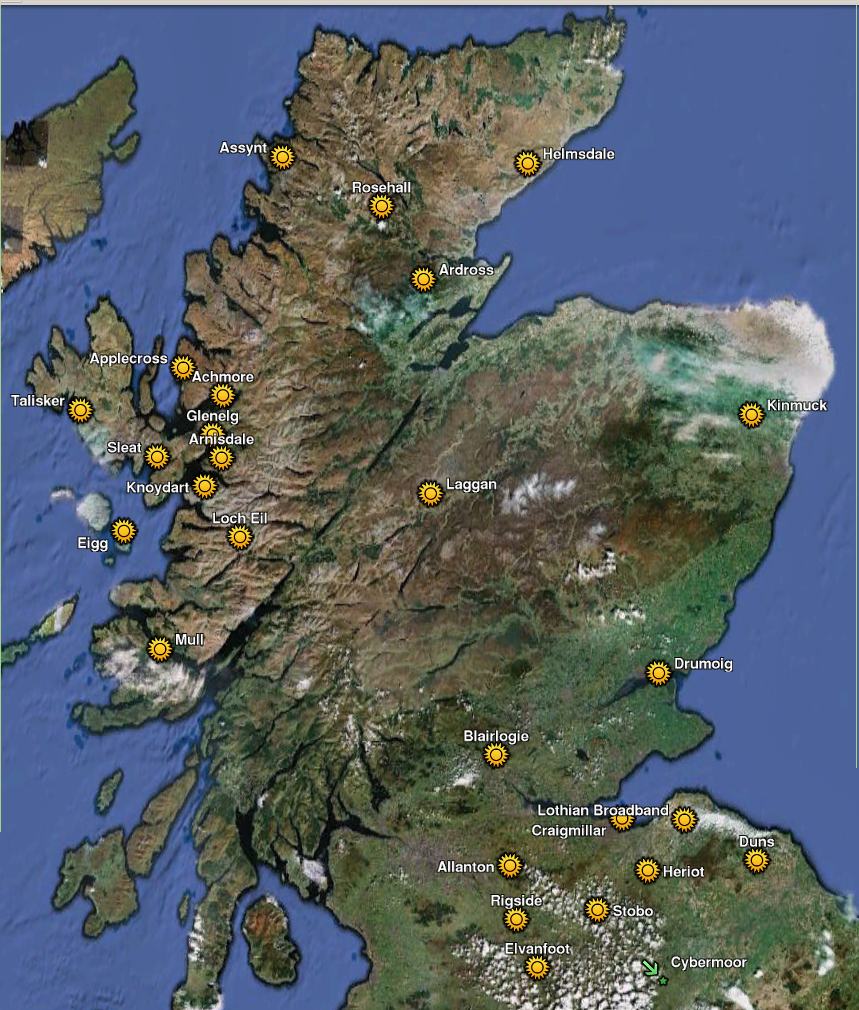 Assynt
Helmsdale
Rosehall
Ardross
Applecross
Achmore
Talisker
Kinmuck
Glenelg
Arnisdale
Sleat
Knoydart
Laggan
Loch Eil
Eigg
Mull
Drumoig
Blairlogie
Lothian Broadband
Craigmillar
Duns
Allanton
Heriot
Rigside
Stobo
Elvanfoot
Cybermoor